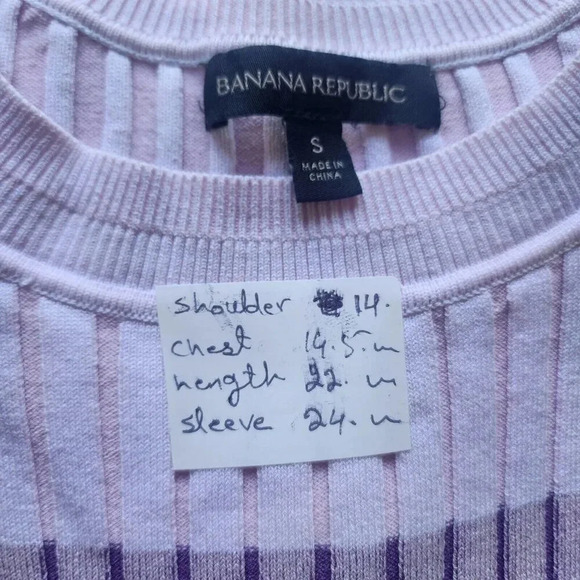 BANANA REPUBLIC
S
MADE IN
CHINA
shoulder 14.
chest 14.5. in
length 22. in
sleeve 24. in